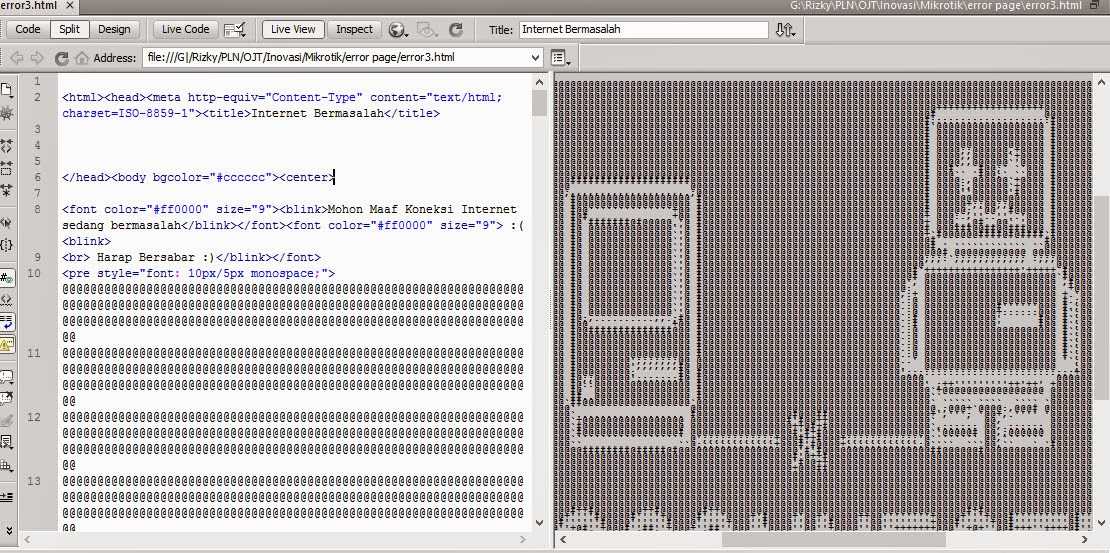 error3.html
G:\Rizky\PLN\OJT\Inovasi\Mikrotik\error page\error3.html
Code Split Design Live Code Live View Inspect Title: Internet Bermasalah
Address: file:///G|/Rizky/PLN/OJT/Inovasi/Mikrotik/error page/error3.html
1
2 <html><head><meta http-equiv="Content-Type" content="text/html;
charset=ISO-8859-1"><title>Internet Bermasalah</title>
3
4
5
6 </head><body bgcolor="#cccccc"><center>
7
8 <font color="#ff0000" size="9"><blink>Mohon Maaf Koneksi Internet
sedang bermasalah</blink></font><font color="#ff0000" size="9"> :(
<blink>
9 <br> Harap Bersabar :)</blink></font>
10 <pre style="font: 10px/5px monospace;">
@@@@@@@@@@@@@@@@@@@@@@@@@@@@@@@@@@@@@@@@@@@@@@@@@@@@@@@@@@@@@@@@@@
@@@@@@@@@@@@@@@@@@@@@@@@@@@@@@@@@@@@@@@@@@@@@@@@@@@@@@@@@@@@@@@@@@
@@@@@@@@@@@@@@@@@@@@@@@@@@@@@@@@@@@@@@@@@@@@@@@@@@@@@@@@@@@@@@@@@@
@@
11 @@@@@@@@@@@@@@@@@@@@@@@@@@@@@@@@@@@@@@@@@@@@@@@@@@@@@@@@@@@@@@@@@@
@@@@@@@@@@@@@@@@@@@@@@@@@@@@@@@@@@@@@@@@@@@@@@@@@@@@@@@@@@@@@@@@@@
@@@@@@@@@@@@@@@@@@@@@@@@@@@@@@@@@@@@@@@@@@@@@@@@@@@@@@@@@@@@@@@@@@
@@
12 @@@@@@@@@@@@@@@@@@@@@@@@@@@@@@@@@@@@@@@@@@@@@@@@@@@@@@@@@@@@@@@@@@
@@@@@@@@@@@@@@@@@@@@@@@@@@@@@@@@@@@@@@@@@@@@@@@@@@@@@@@@@@@@@@@@@@
@@@@@@@@@@@@@@@@@@@@@@@@@@@@@@@@@@@@@@@@@@@@@@@@@@@@@@@@@@@@@@@@@@
@@
13 @@@@@@@@@@@@@@@@@@@@@@@@@@@@@@@@@@@@@@@@@@@@@@@@@@@@@@@@@@@@@@@@@@
@@@@@@@@@@@@@@@@@@@@@@@@@@@@@@@@@@@@@@@@@@@@@@@@@@@@@@@@@@@@@@@@@@
@@@@@@@@@@@@@@@@@@@@@@@@@@@@@@@@@@@@@@@@@@@@@@@@@@@@@@@@@@@@@@@@@@
@@